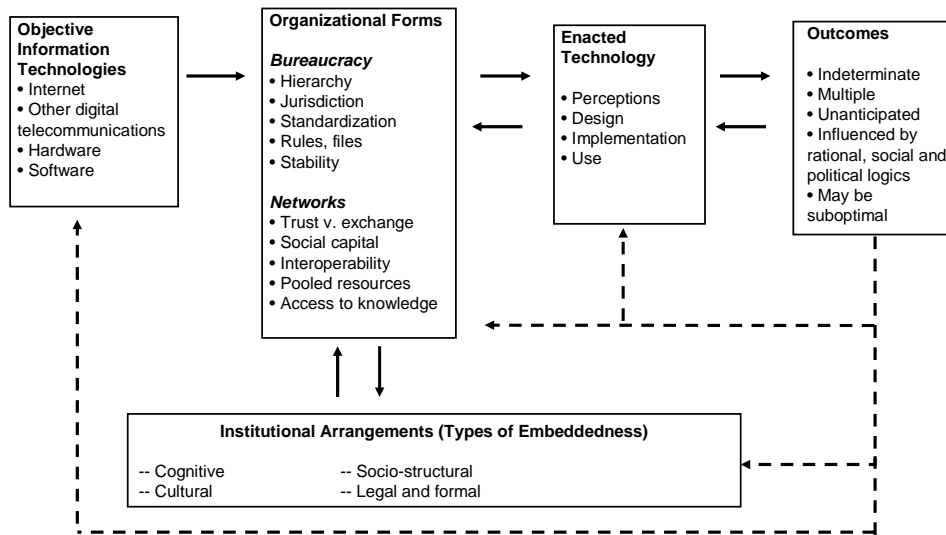 Objective
Information
Technologies
• Internet
• Other digital
telecommunications
• Hardware
• Software
Organizational Forms
Bureaucracy
• Hierarchy
• Jurisdiction
• Standardization
• Rules, files
• Stability
Networks
• Trust v. exchange
• Social capital
• Interoperability
• Pooled resources
• Access to knowledge
Enacted
Technology
• Perceptions
• Design
• Implementation
• Use
Outcomes
• Indeterminate
• Multiple
• Unanticipated
• Influenced by
rational, social and
political logics
• May be
suboptimal
Institutional Arrangements (Types of Embeddedness)
-- Cognitive
-- Cultural
-- Socio-structural
-- Legal and formal